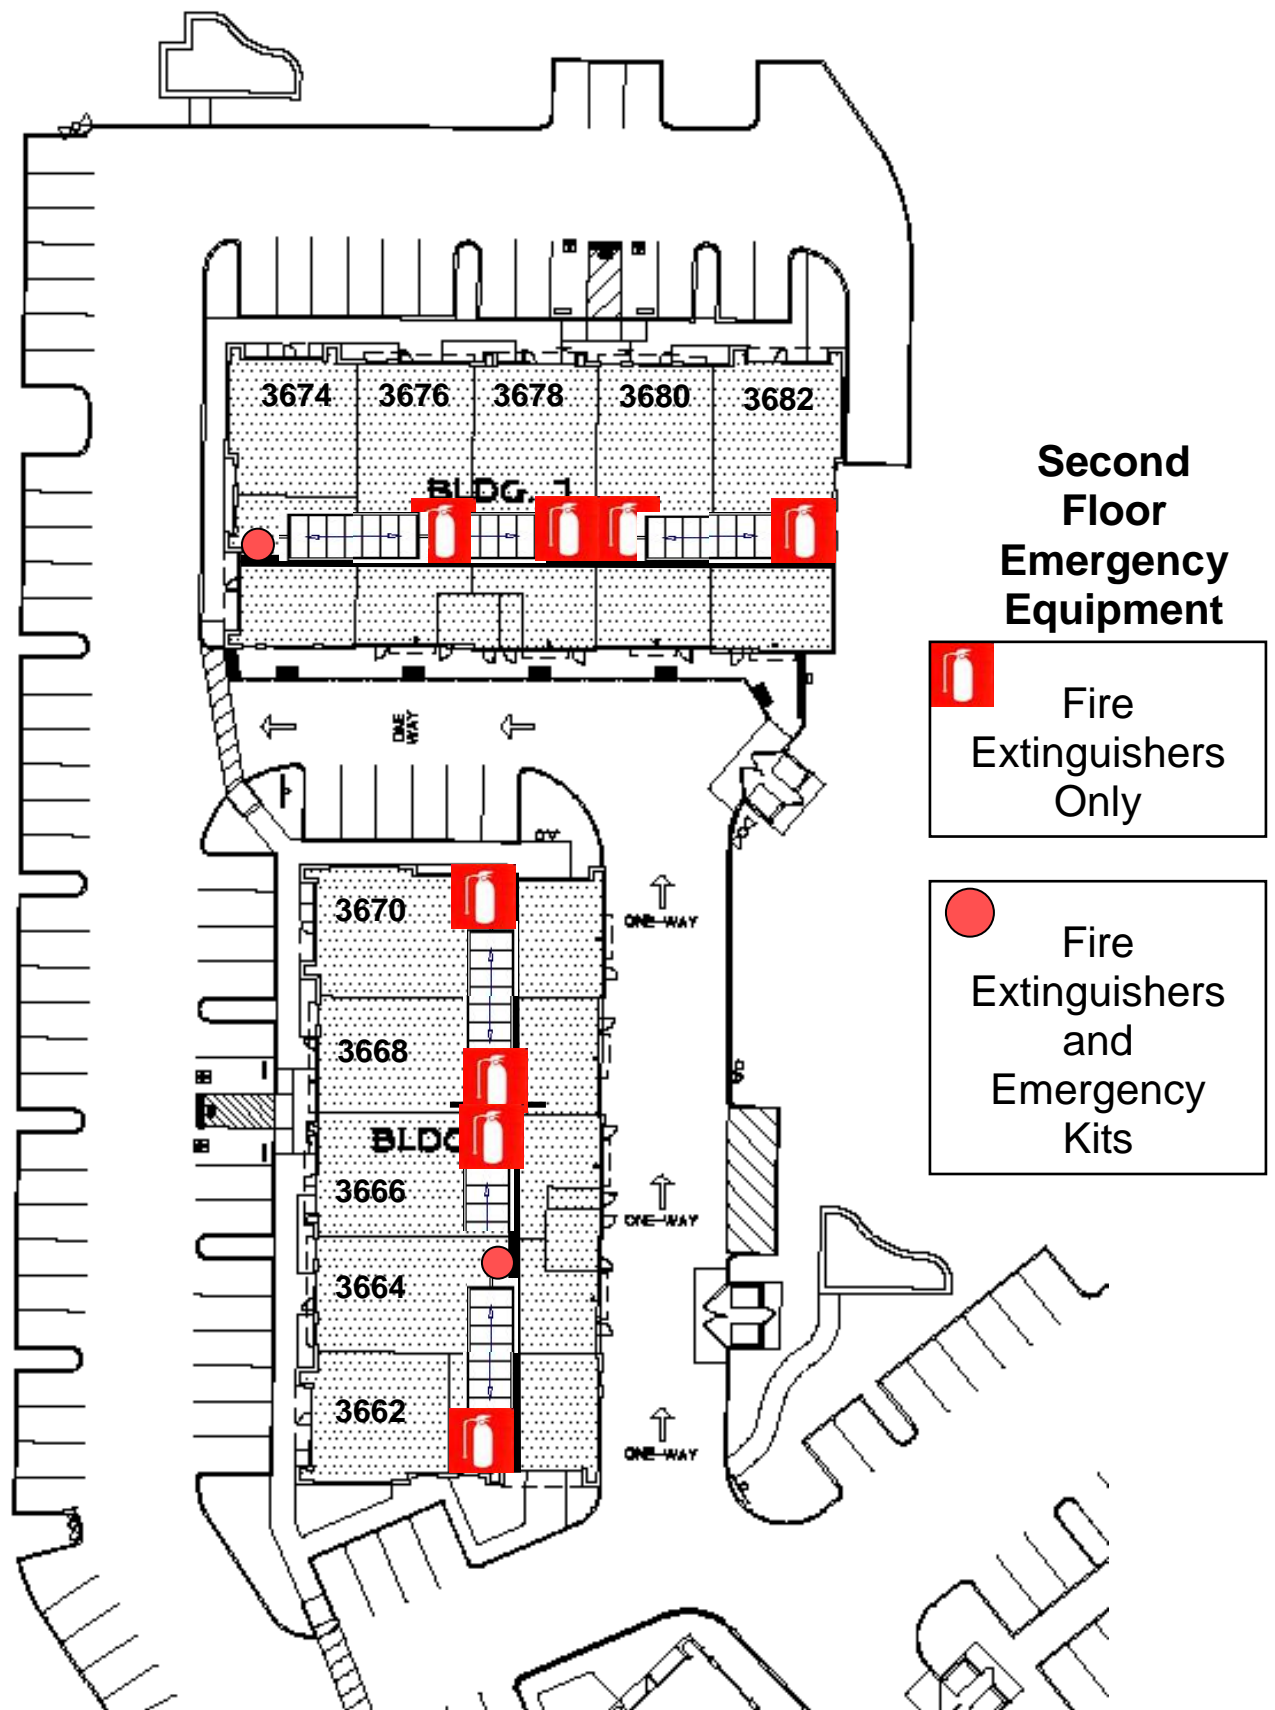 3674 3676 3678 3680 3682
BLDG. 1
Second
Floor
Emergency
Equipment
Fire
Extinguishers
Only
ONE
WAY
3670
ONE WAY
Fire
Extinguishers
and
Emergency
Kits
3668
BLDG
3666
ONE WAY
3664
3662
ONE WAY